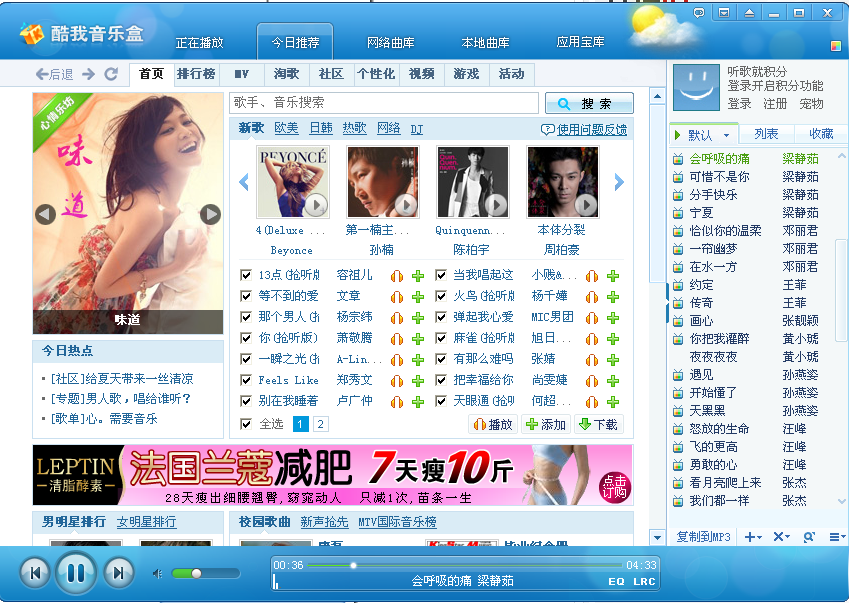 酷我音乐盒
正在播放 今日推荐 网络曲库 本地曲库 应用宝库
后退 首页 排行榜 MV 淘歌 社区 个性化 视频 游戏 活动
心情乐坊
味道
味道
今日热点
[社区]给夏天带来一丝清凉
[专题]男人歌，唱给谁听？
[歌单]心。需要音乐
歌手、音乐搜索 搜 索
新歌 欧美 日韩 热歌 网络 DJ 使用问题反馈
BEYONCÉ
4(Deluxe ... 第一楠主... Quinquenn... 本体分裂
Beyonce 孙楠 陈柏宇 周柏豪
13点(抢听版 容祖儿 当我唱起这 小贱&...
等不到的爱 文章 火鸟(抢听版 杨千嬅
那个男人(抢 杨宗纬 弹起我心爱 MIC男团
你(抢听版) 萧敬腾 麻雀(抢听版 旭日...
一瞬之光(抢 A-Lin... 有那么难吗 张婧
Feels Like 郑秀文 把幸福给你 尚雯婕
别在我睡着 卢广仲 天眼通(抢听 何超...
全选 1 2 播放 添加 下载
LEPTIN
清脂酵素
法国兰蔻减肥 7天瘦10斤
28天瘦出细腰翘臀,窈窕动人 只减1次,苗条一生
点击
订购
男明星排行 女明星排行
校园歌曲 新声抢先 MTV国际音乐榜
听歌就积分
登录开启积分功能
登录 注册 宠物
默认 列表 收藏
会呼吸的痛 梁静茹
可惜不是你 梁静茹
分手快乐 梁静茹
宁夏 梁静茹
恰似你的温柔 邓丽君
一帘幽梦 邓丽君
在水一方 邓丽君
约定 王菲
传奇 王菲
画心 张靓颖
你把我灌醉 黄小琥
夜夜夜夜 黄小琥
遇见 孙燕姿
开始懂了 孙燕姿
天黑黑 孙燕姿
怒放的生命 汪峰
飞的更高 汪峰
勇敢的心 汪峰
看月亮爬上来 张杰
我们都一样 张杰
复制到MP3
00:36 04:33
会呼吸的痛 梁静茹 EQ LRC